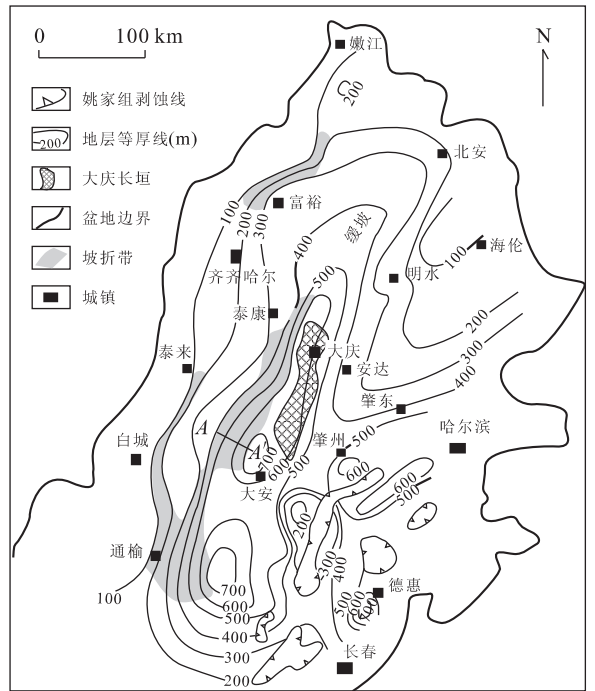 0 100 km
N
姚家组剥蚀线
200 地层等厚线(m)
大庆长垣
盆地边界
坡折带
城镇
嫩江
200
北安
富裕
100
200
300
400
缓坡
海伦
100
齐齐哈尔
明水
500
泰康
200
300
400
泰来
大庆
安达
肇东
A
A′
白城
肇州
500
哈尔滨
700
600
500
600
600
500
大安
200
通榆
300
400
100
700
600
500
400
300
200
德惠
500
200
100
长春